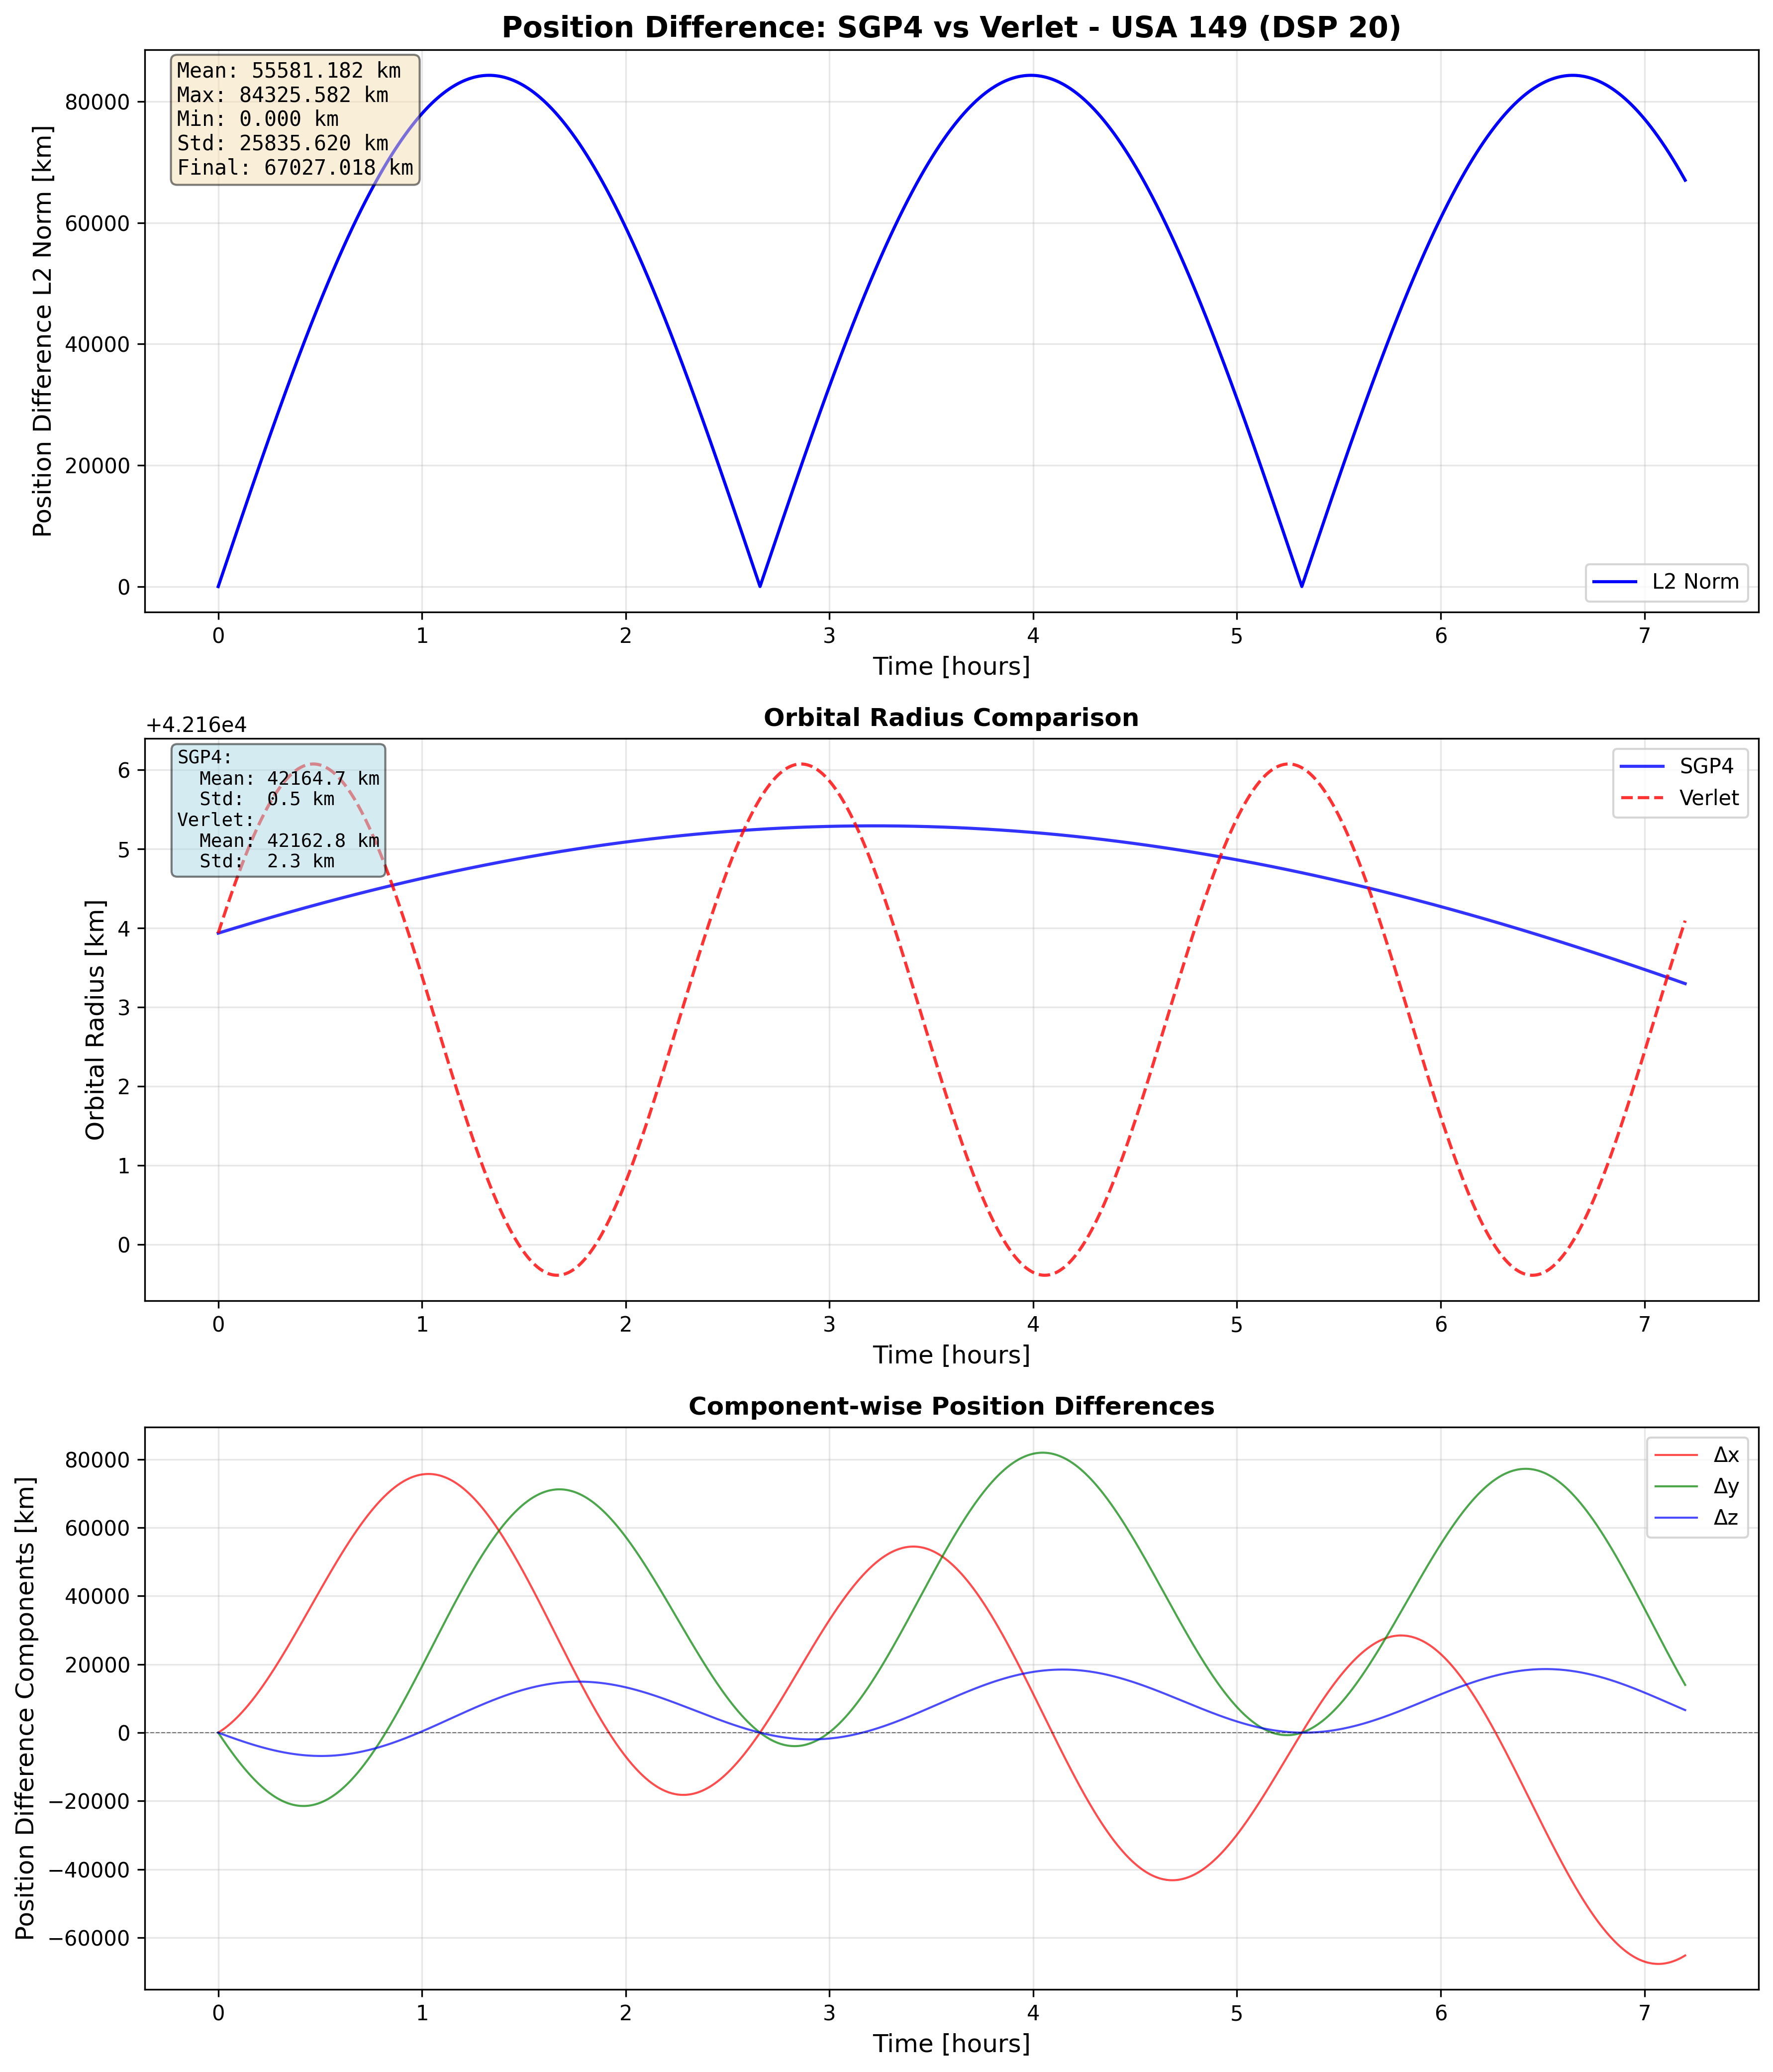 Position Difference: SGP4 vs Verlet - USA 149 (DSP 20)
Mean: 55581.182 km
Max: 84325.582 km
Min: 0.000 km
Std: 25835.620 km
Final: 67027.018 km
Position Difference L2 Norm [km]
80000
60000
40000
20000
0
L2 Norm
0 1 2 3 4 5 6 7
Time [hours]
Orbital Radius Comparison
+4.216e4
SGP4:
Mean: 42164.7 km
Std: 0.5 km
Verlet:
Mean: 42162.8 km
Std: 2.3 km
SGP4
Verlet
Orbital Radius [km]
6
5
4
3
2
1
0
0 1 2 3 4 5 6 7
Time [hours]
Component-wise Position Differences
Δx
Δy
Δz
Position Difference Components [km]
80000
60000
40000
20000
0
−20000
−40000
−60000
0 1 2 3 4 5 6 7
Time [hours]